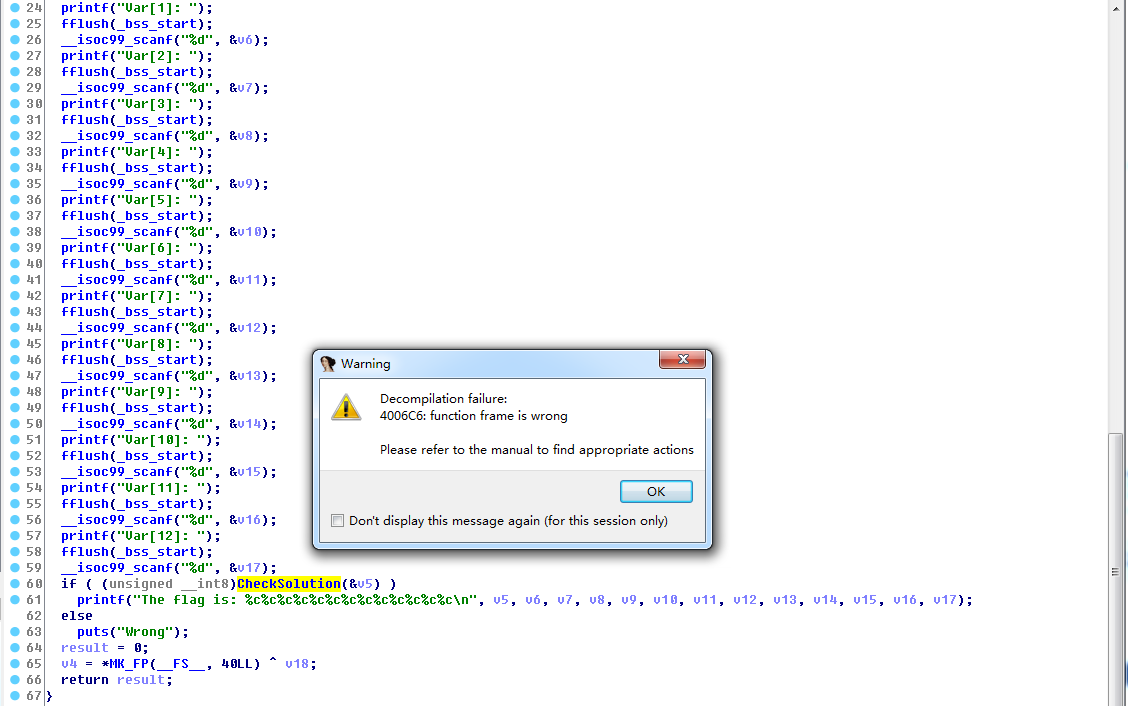 24 printf("Var[1]: ");
25 fflush(_bss_start);
26 __isoc99_scanf("%d", &v6);
27 printf("Var[2]: ");
28 fflush(_bss_start);
29 __isoc99_scanf("%d", &v7);
30 printf("Var[3]: ");
31 fflush(_bss_start);
32 __isoc99_scanf("%d", &v8);
33 printf("Var[4]: ");
34 fflush(_bss_start);
35 __isoc99_scanf("%d", &v9);
36 printf("Var[5]: ");
37 fflush(_bss_start);
38 __isoc99_scanf("%d", &v10);
39 printf("Var[6]: ");
40 fflush(_bss_start);
41 __isoc99_scanf("%d", &v11);
42 printf("Var[7]: ");
43 fflush(_bss_start);
44 __isoc99_scanf("%d", &v12);
45 printf("Var[8]: ");
46 fflush(_bss_start);
47 __isoc99_scanf("%d", &v13);
48 printf("Var[9]: ");
49 fflush(_bss_start);
50 __isoc99_scanf("%d", &v14);
51 printf("Var[10]: ");
52 fflush(_bss_start);
53 __isoc99_scanf("%d", &v15);
54 printf("Var[11]: ");
55 fflush(_bss_start);
56 __isoc99_scanf("%d", &v16);
57 printf("Var[12]: ");
58 fflush(_bss_start);
59 __isoc99_scanf("%d", &v17);
60 if ( (unsigned __int8)CheckSolution(&v5) )
61 printf("The flag is: %c%c%c%c%c%c%c%c%c%c%c%c%c\n", v5, v6, v7, v8, v9, v10, v11, v12, v13, v14, v15, v16, v17);
62 else
63 puts("Wrong");
64 result = 0;
65 v4 = *MK_FP(__FS__, 40LL) ^ v18;
66 return result;
67 }
Warning
Decompilation failure:
4006C6: function frame is wrong
Please refer to the manual to find appropriate actions
OK
Don't display this message again (for this session only)